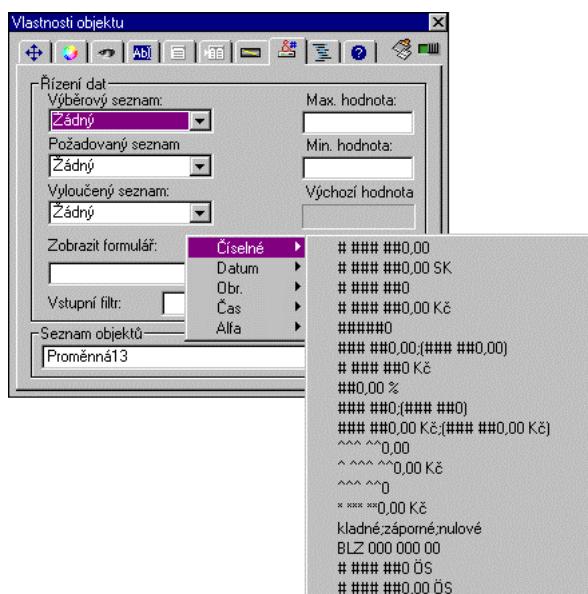 Vlastnosti objektu
Ab
&#
?
Řízení dat
Výběrový seznam:
Max. hodnota:
Žádný
Požadovaný seznam
Min. hodnota:
Žádný
Vyloučený seznam:
Výchozí hodnota
Žádný
Zobrazit formulář:
Vstupní filtr:
Seznam objektů
Proměnná13
Číselné
Datum
Obr.
Čas
Alfa
# ### ##0,00
# ### ##0,00 SK
# ### ##0
# ### ##0,00 Kč
#####0
### ##0,00;(### ##0,00)
# ### ##0 Kč
##0,00 %
### ##0;(### ##0)
### ##0,00 Kč;(### ##0,00 Kč)
^^^ ^^0,00
^ ^^^ ^^0,00 Kč
^^^ ^^0
* *** **0,00 Kč
kladné;záporné;nulové
BLZ 000 000 00
# ### ##0 ÖS
# ### ##0,00 ÖS